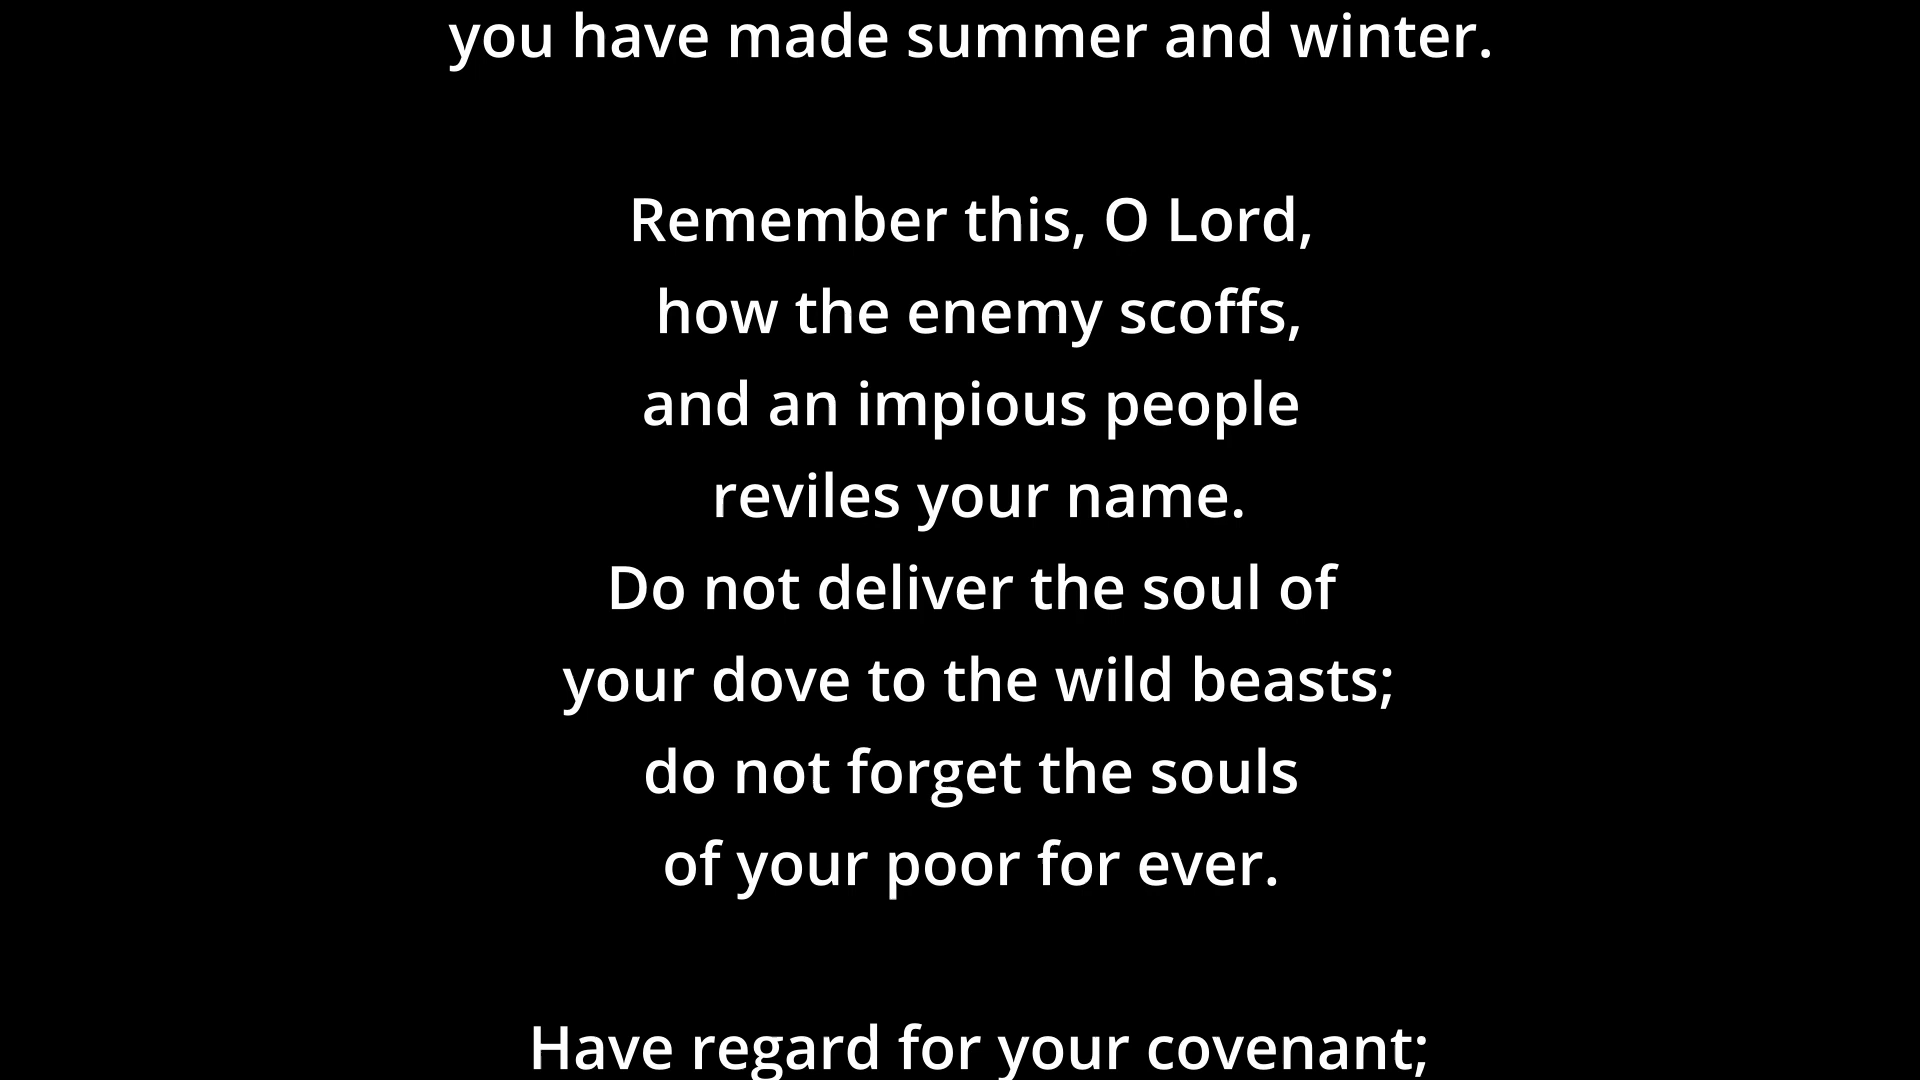 you have made summer and winter.
Remember this, O Lord,
how the enemy scoffs,
and an impious people
reviles your name.
Do not deliver the soul of
your dove to the wild beasts;
do not forget the souls
of your poor for ever.
Have regard for your covenant;